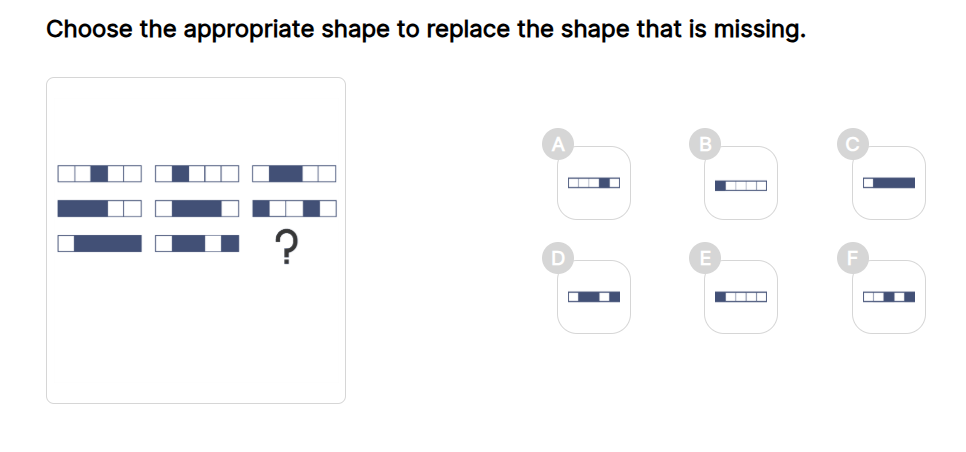 Choose the appropriate shape to replace the shape that is missing.
A B C
?
D E F